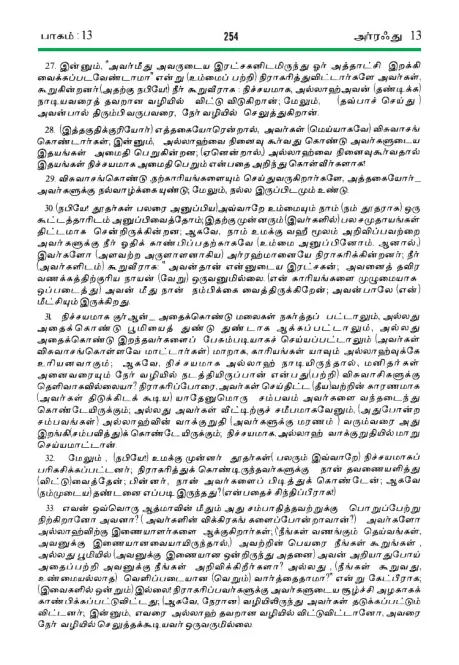 பாகம் : 13 254 அர்ரஃது 13
27. இன்னும், "அவர்மீது அவருடைய இரட்சகனிடமிருந்து ஓர் அத்தாட்சி இறக்கி
வைக்கப்படவேண்டாமா" என்று (உம்மைப் பற்றி) நிராகரித்துவிட்டார்களே அவர்கள்,
கூறுகின்றனர்(அதற்கு நபியே!) நீர் கூறுவீராக : நிச்சயமாக, அல்லாஹ்அவன் (தண்டிக்க)
நாடியவரைத் தவறான வழியில் விட்டு விடுகிறான்; மேலும், (தவ்பாச் செய்து )
அவன்பால் திரும்பி வருபவரை, நேர் வழியில் செலுத்துகிறான்.
28. (இத்தகுதிக்குரியோர்) எத்தகையோரென்றால், அவர்கள் (மெய்யாகவே) விசுவாசங்
கொண்டார்கள்; இன்னும், அல்லாஹ்வை நினைவு கூர்வது கொண்டு அவர்களுடைய
இதயங்கள் அமைதி பெறுகின்றன; (ஏனென்றால்) அல்லாஹ்வை நினைவுகூர்வதால்
இதயங்கள் நிச்சயமாக அமைதி பெறும் என்பதை அறிந்து கொள்வீர்களாக!
29. விசுவாசங்கொண்டு நற்காரியங்களையும் செய்துவருகிறார்களே, அத்தகையோர்_
அவர்களுக்கு நல்வாழ்க்கையுண்டு; மேலும், நல்ல இருப்பிடமும் உண்டு.
30 (நபியே! தூதர்கள் பலரை அனுப்பிய)அவ்வாறே உம்மையும் நாம் (நம் தூதராக) ஒரு
கூட்டத்தாரிடம் அனுப்பிவைத்தோம்; இதற்கு முன்னரும் (இவர்களில்) பல சமுதாயங்கள்
திட்டமாக சென்றிருக்கின்றன; ஆகவே, நாம் உமக்கு வஹீ மூலம் அறிவிப்பவற்றை
அவர்களுக்கு நீர் ஓதிக் காண்பிப்பதற்காகவே (உம்மை அனுப்பினோம். ஆனால்,)
இவர்களோ (அளவற்ற அருளாளனாகிய) அர்ரஹ்மானையே நிராகரிக்கின்றனர்; நீர்
(அவர்களிடம்) கூறுவீராக: "அவன்தான் என்னுடைய இரட்சகன்; அவனைத் தவிர
வணக்கத்திற்குரிய நாயன் (வேறு) ஒருவனுமில்லை. (என் காரியங்களை முழுமையாக
ஒப்படைத்து) அவன் மீது நான் நம்பிக்கை வைத்திருக்கிறேன்; அவன்பாலே (என்)
மீட்சியும் இருக்கிறது.
31. நிச்சயமாக குர்ஆன்_ அதைக்கொண்டு மலைகள் நகர்த்தப் பட்டாலும், அல்லது
அதைக்கொண்டு பூமியைத் துண்டு துண்டாக ஆக்கப்பட்டாலும், அல்லது
அதைக்கொண்டு இறந்தவர்களைப் பேசும்படியாகச் செய்யப்பட்டாலும் (அவர்கள்
விசுவாசங்கொள்ளவே மாட்டார்கள்) மாறாக, காரியங்கள் யாவும் அல்லாஹ்வுக்கே
உரியனவாகும்; ஆகவே, நிச்சயமாக அல்லாஹ் நாடியிருந்தால், மனிதர்கள்
அனைவரையும் நேர் வழியில் நடத்தியிருப்பான் என்பது(பற்றி) விசுவாசிகளுக்கு
தெளிவாகவில்லையா? நிராகரிப்போரை, அவர்கள் செய்திட்ட (தீய)வற்றின் காரணமாக
(அவர்கள் திடுக்கிடக் கூடிய) யாதேனுமொரு சம்பவம் அவர்களை வந்தடைந்து
கொண்டேயிருக்கும்; அல்லது அவர்கள் வீட்டிற்குச் சமீபமாகவேனும், (அதுபோன்ற
சம்பவங்கள்) அல்லாஹ்வின் வாக்குறுதி (அவர்களுக்கு மரணம் ) வரும்வரை அது
இறங்கி(சம்பவித்து)க் கொண்டேயிருக்கும், நிச்சயமாக, அல்லாஹ் வாக்குறுதியில் மாறு
செய்யமாட்டான்.
32. மேலும் , (நபியே!) உமக்கு முன்னர் தூதர்கள்( பலரும் இவ்வாறே) நிச்சயமாகப்
பரிகசிக்கப்பட்டனர்; நிராகரித்துக் கொண்டிருந்தவர்களுக்கு நான் தவணையளித்து
(விட்டு)வைத்தேன்; பின்னர், நான் அவர்களைப் பிடித்துக் கொண்டேன்; ஆகவே
(நம்முடைய)தண்டனை எப்படி இருந்தது? (என்பதைச் சிந்திப்பீராக!)
33 எவன் ஒவ்வொரு ஆத்மாவின் மீதும் அது சம்பாதித்தவற்றுக்கு பொறுப்பேற்று
நிற்கிறானோ அவனா? ( அவர்களின் விக்கிரகங் களைப்போன்றாவான்?) அவர்களோ
அல்லாஹ்விற்கு இணையாளர்களை ஆக்குகிறார்கள்; ('நீங்கள் வணங்கும் தெய்வங்கள்,
அவனுக்கு இணையானவையாயிருந்தால்,) அவற்றின் பெயரை நீங்கள் கூறுங்கள் ,
அல்லது பூமியில் (அவனுக்கு இணையான ஒன்றிருந்து அதனை) அவன் அறியாதுபோய்
அதைப்பற்றி அவனுக்கு நீங்கள் அறிவிக்கிறீர்களா? அல்லது , (நீங்கள் கூறுவது,
உண்மையல்லாத) வெளிப்படையான (வெறும்) வார்த்தைதாமா?" என்று கேட்பீராக;
(இவைகளில் ஒன்றும்) இல்லை! நிராகரிப்பவர்களுக்கு அவர்களுடைய சூழ்ச்சி அழகாகக்
காண்பிக்கப்பட்டுவிட்டது; (ஆகவே, நேரான) வழியிலிருந்து அவர்கள் தடுக்கப்பட்டும்
விட்டனர்; இன்னும், எவரை அல்லாஹ் தவறான வழியில் விட்டுவிட்டானோ, அவரை
நேர் வழியில் செலுத்தக்கூடியவர் ஒருவருமில்லை.